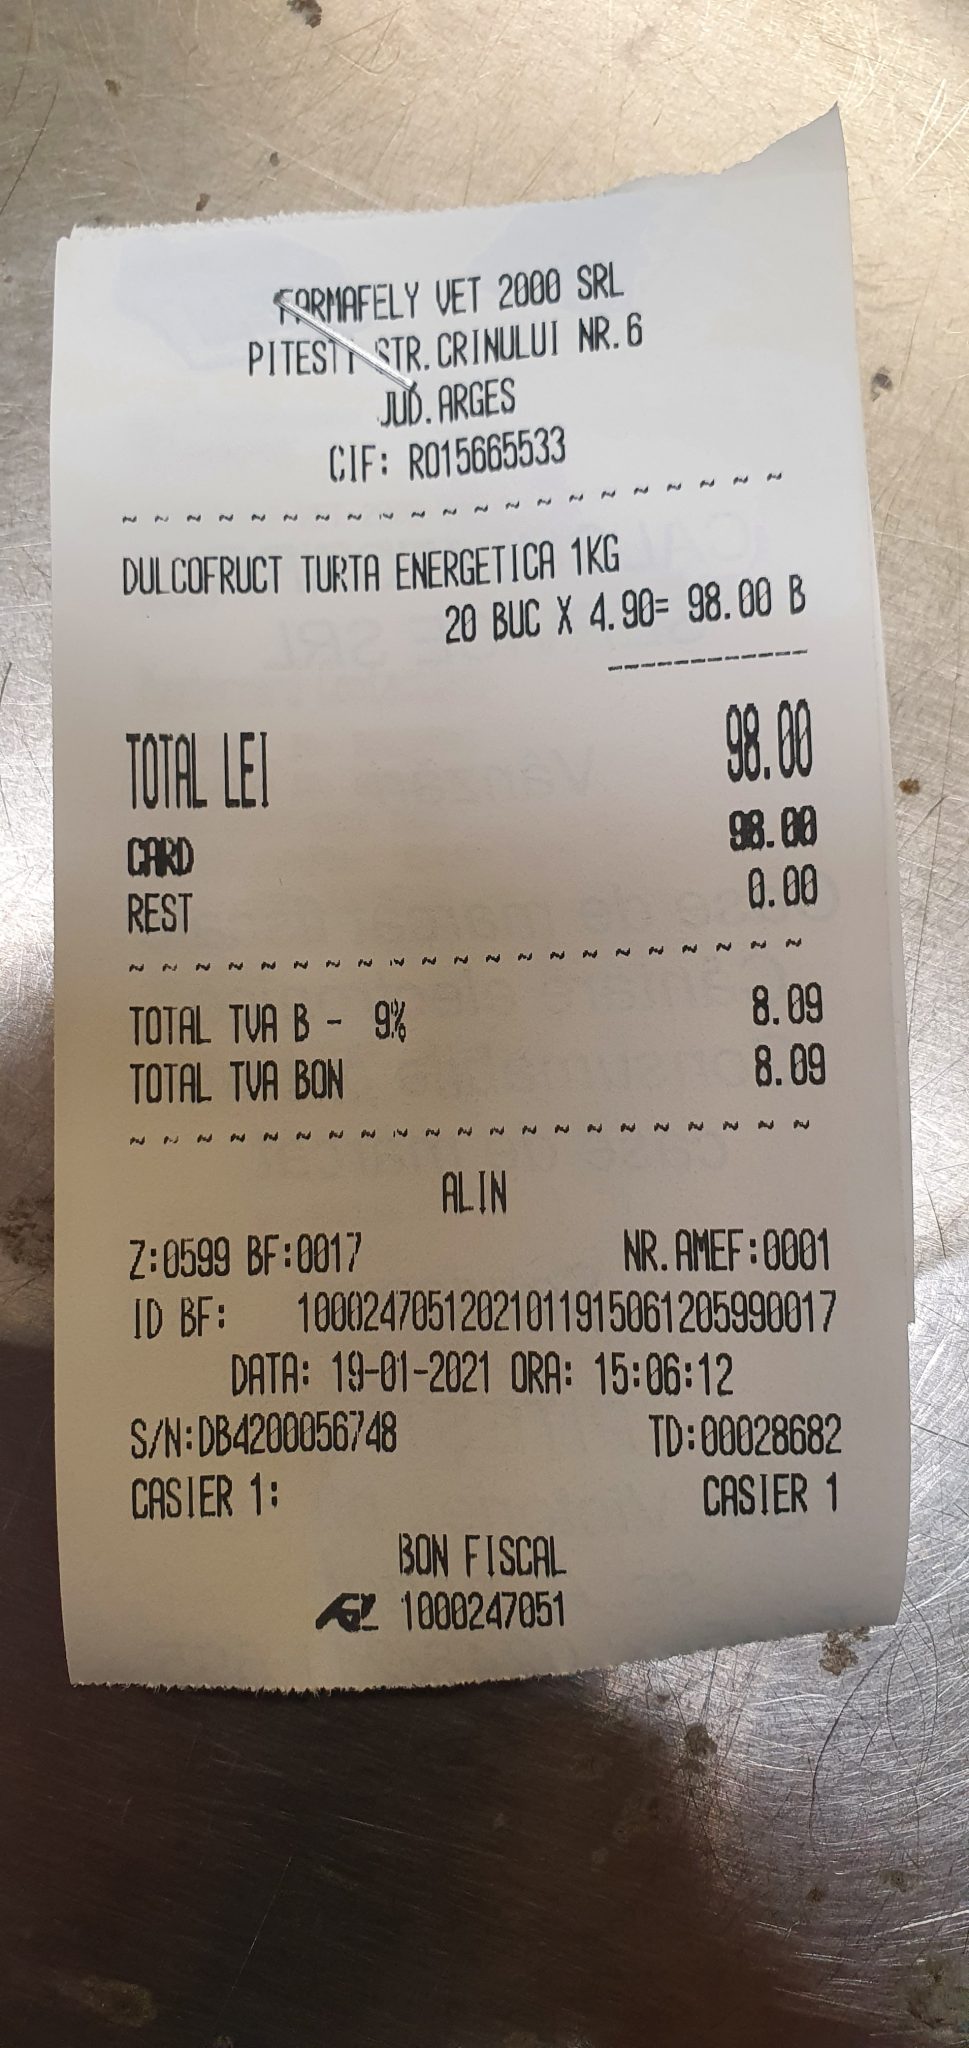 FARMAFELY VET 2000 SRL
PITESTI STR.CRINULUI NR.6
JUD.ARGES
CIF: RO15665533
~ ~ ~ ~ ~ ~ ~ ~ ~ ~ ~ ~ ~ ~ ~ ~ ~ ~ ~ ~ ~
DULCOFRUCT TURTA ENERGETICA 1KG
20 BUC X 4.90= 98.00 B
------------
TOTAL LEI 98.00
CARD 98.00
REST 0.00
~ ~ ~ ~ ~ ~ ~ ~ ~ ~ ~ ~ ~ ~ ~ ~ ~ ~ ~ ~ ~
TOTAL TVA B - 9% 8.09
TOTAL TVA BON 8.09
~ ~ ~ ~ ~ ~ ~ ~ ~ ~ ~ ~ ~ ~ ~ ~ ~ ~ ~ ~ ~
ALIN
Z:0599 BF:0017 NR.AMEF:0001
ID BF: 10002470512021011915061205990017
DATA: 19-01-2021 ORA: 15:06:12
S/N:DB4200056748 TD:00028682
CASIER 1: CASIER 1
BON FISCAL
1000247051